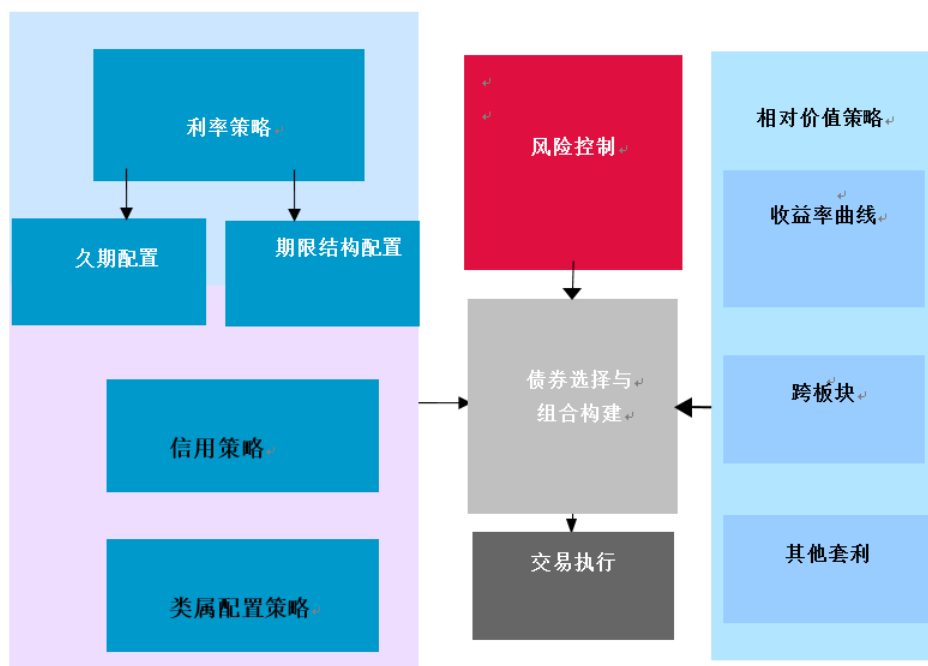 利率策略
久期配置
期限结构配置
信用策略
类属配置策略
风险控制
债券选择与
组合构建
交易执行
相对价值策略
收益率曲线
跨板块
其他套利